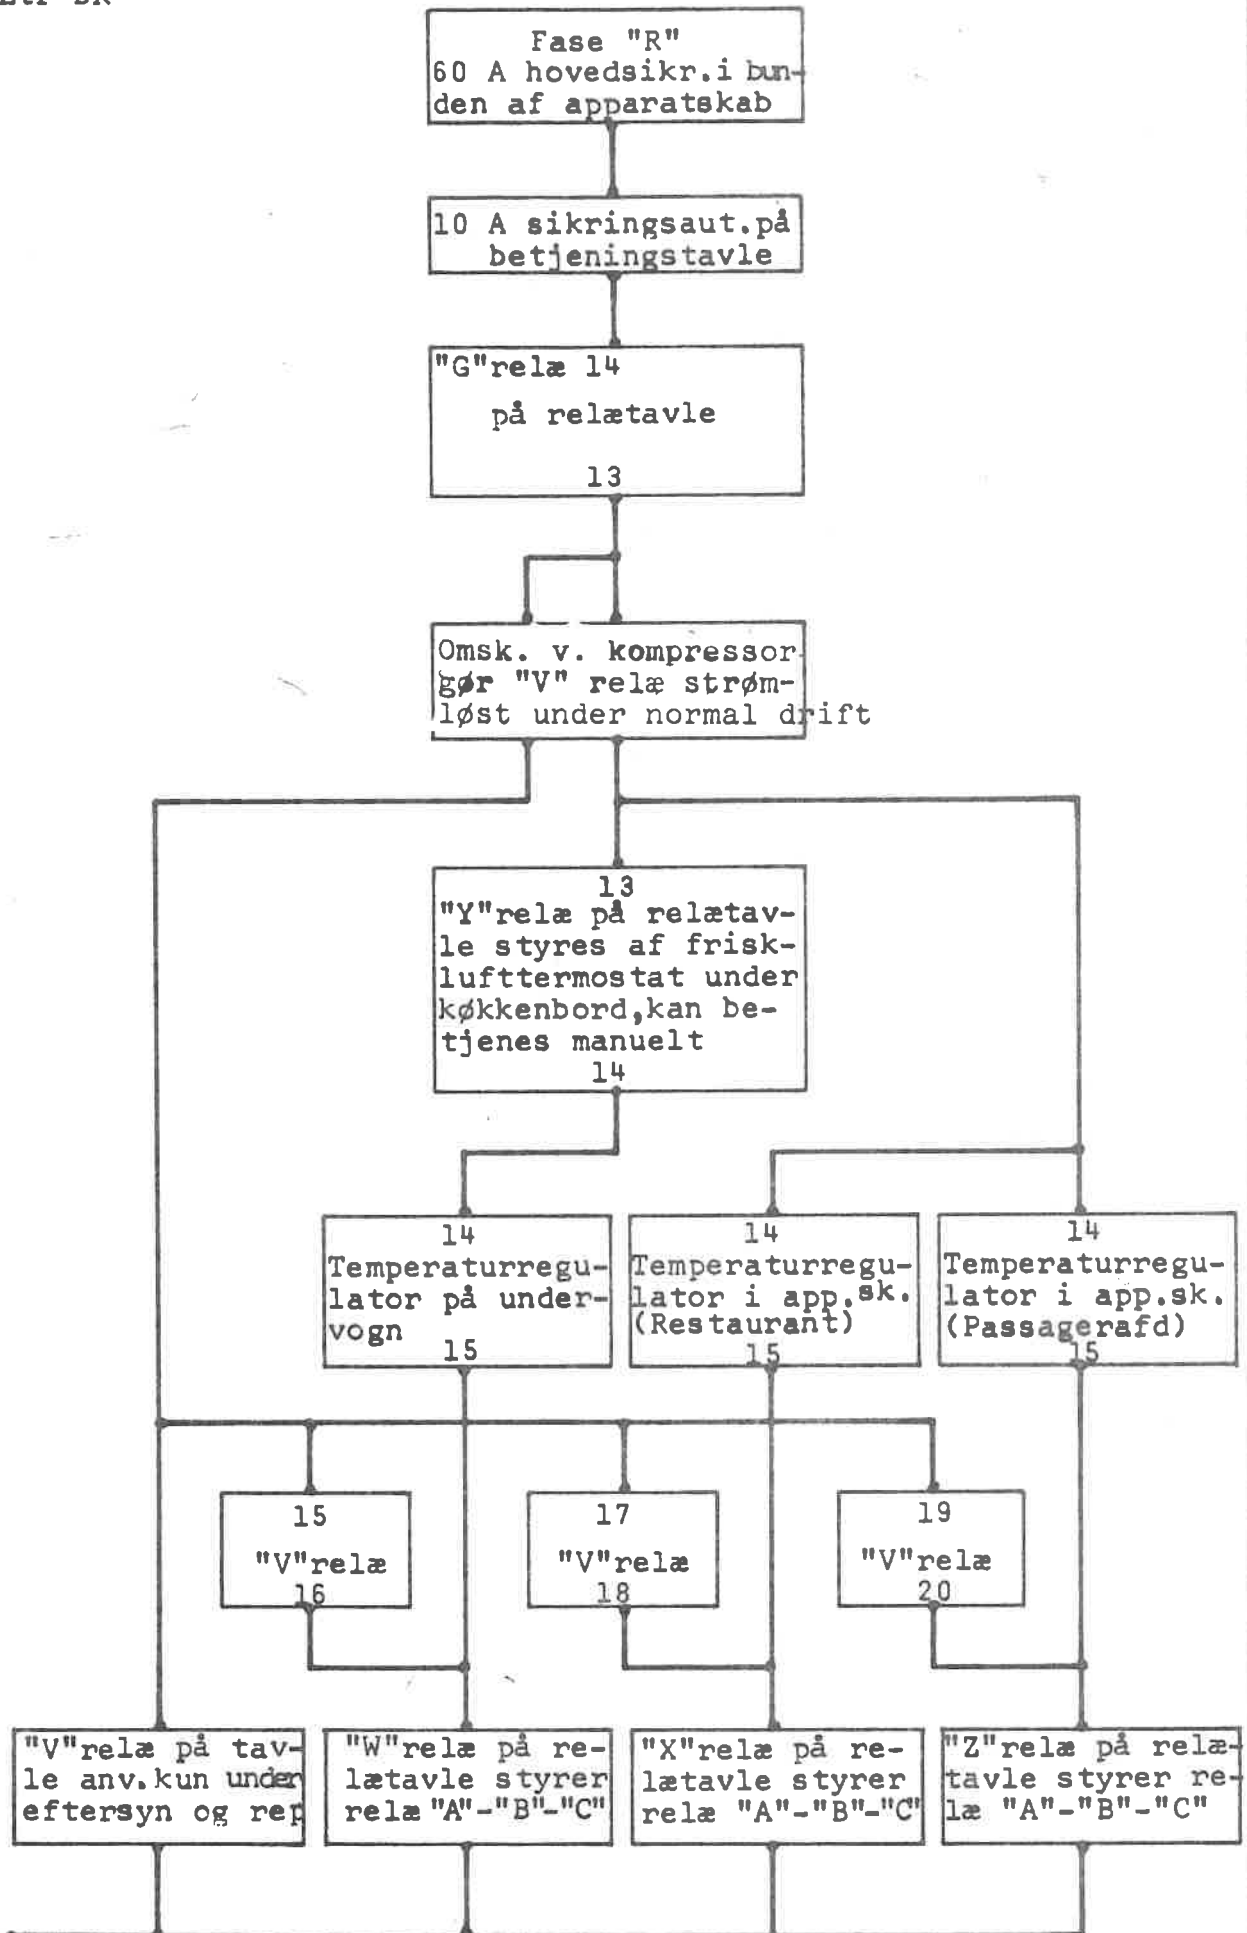 Fase "R"
60 A hovedsikr.i bun-
den af apparatskab
10 A sikringsaut.på
betjeningstavle
"G"relæ 14
på relætavle
13
Omsk. v. kompressor
gør "V" relæ strøm-
løst under normal drift
13
"Y"relæ på relætav-
le styres af frisk-
lufttermostat under
køkkenbord,kan be-
tjenes manuelt
14
14
Temperaturregu-
lator på under-
vogn
15
14
Temperaturregu-
lator i app.sk.
(Restaurant)
15
14
Temperaturregu-
lator i app.sk.
(Passagerafd)
15
15
"V"relæ
16
17
"V"relæ
18
19
"V"relæ
20
"V"relæ på tav-
le anv.kun under
eftersyn og rep
"W"relæ på re-
lætavle styrer
relæ "A"-"B"-"C"
"X"relæ på re-
lætavle styrer
relæ "A"-"B"-"C"
"Z"relæ på relæ-
tavle styrer re-
læ "A"-"B"-"C"